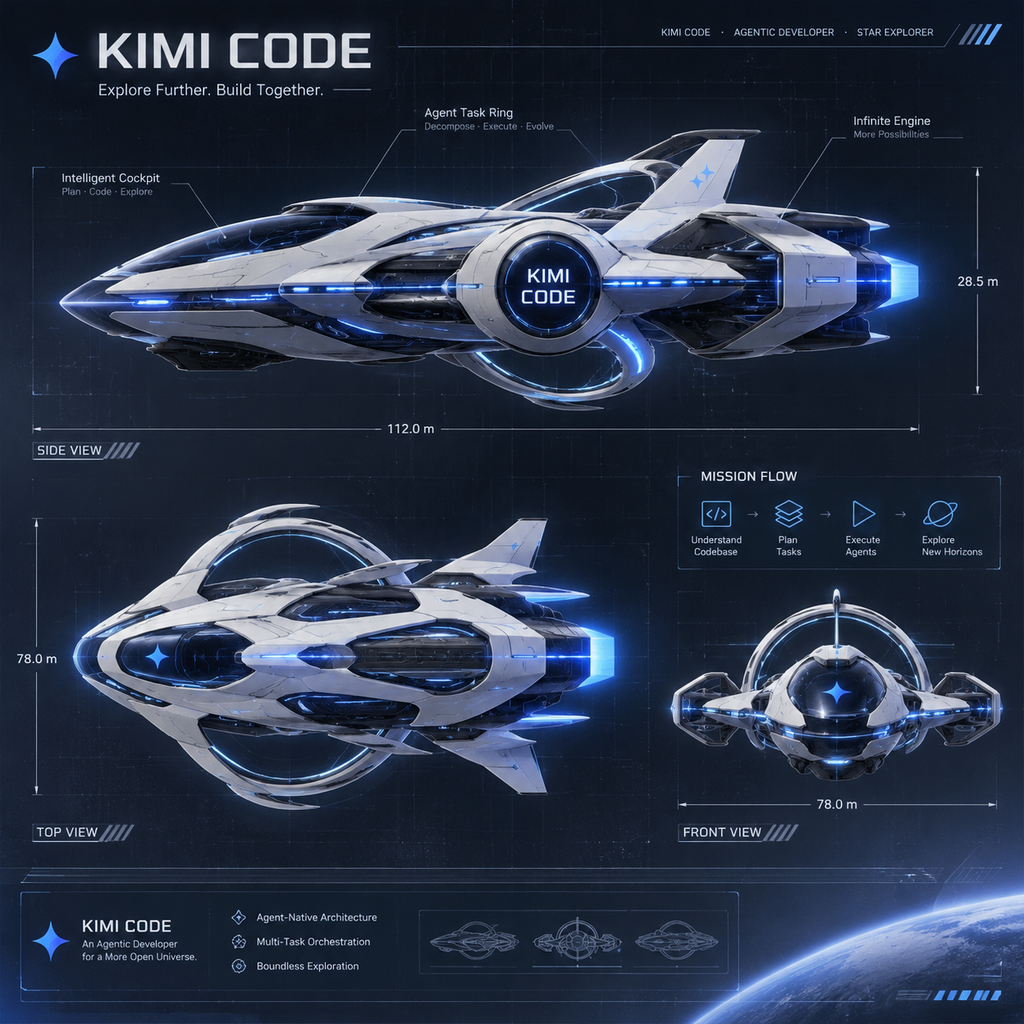 KIMI CODE
Explore Further. Build Together.
KIMI CODE · AGENTIC DEVELOPER · STAR EXPLORER
Agent Task Ring
Decompose · Execute · Evolve
Infinite Engine
More Possibilities
Intelligent Cockpit
Plan · Code · Explore
KIMI
CODE
28.5 m
112.0 m
SIDE VIEW
MISSION FLOW
</>
Understand
Codebase
Plan
Tasks
Execute
Agents
Explore
New Horizons
78.0 m
TOP VIEW
78.0 m
FRONT VIEW
KIMI CODE
An Agentic Developer
for a More Open Universe.
Agent-Native Architecture
Multi-Task Orchestration
Boundless Exploration